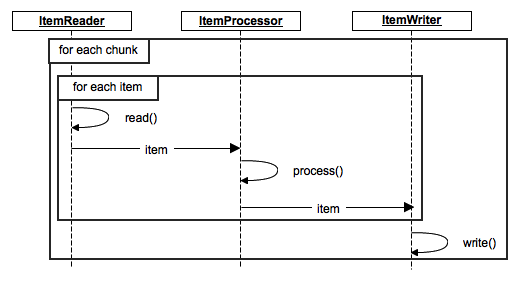 ItemReader
ItemProcessor
ItemWriter
for each chunk
for each item
read()
item
process()
item
write()